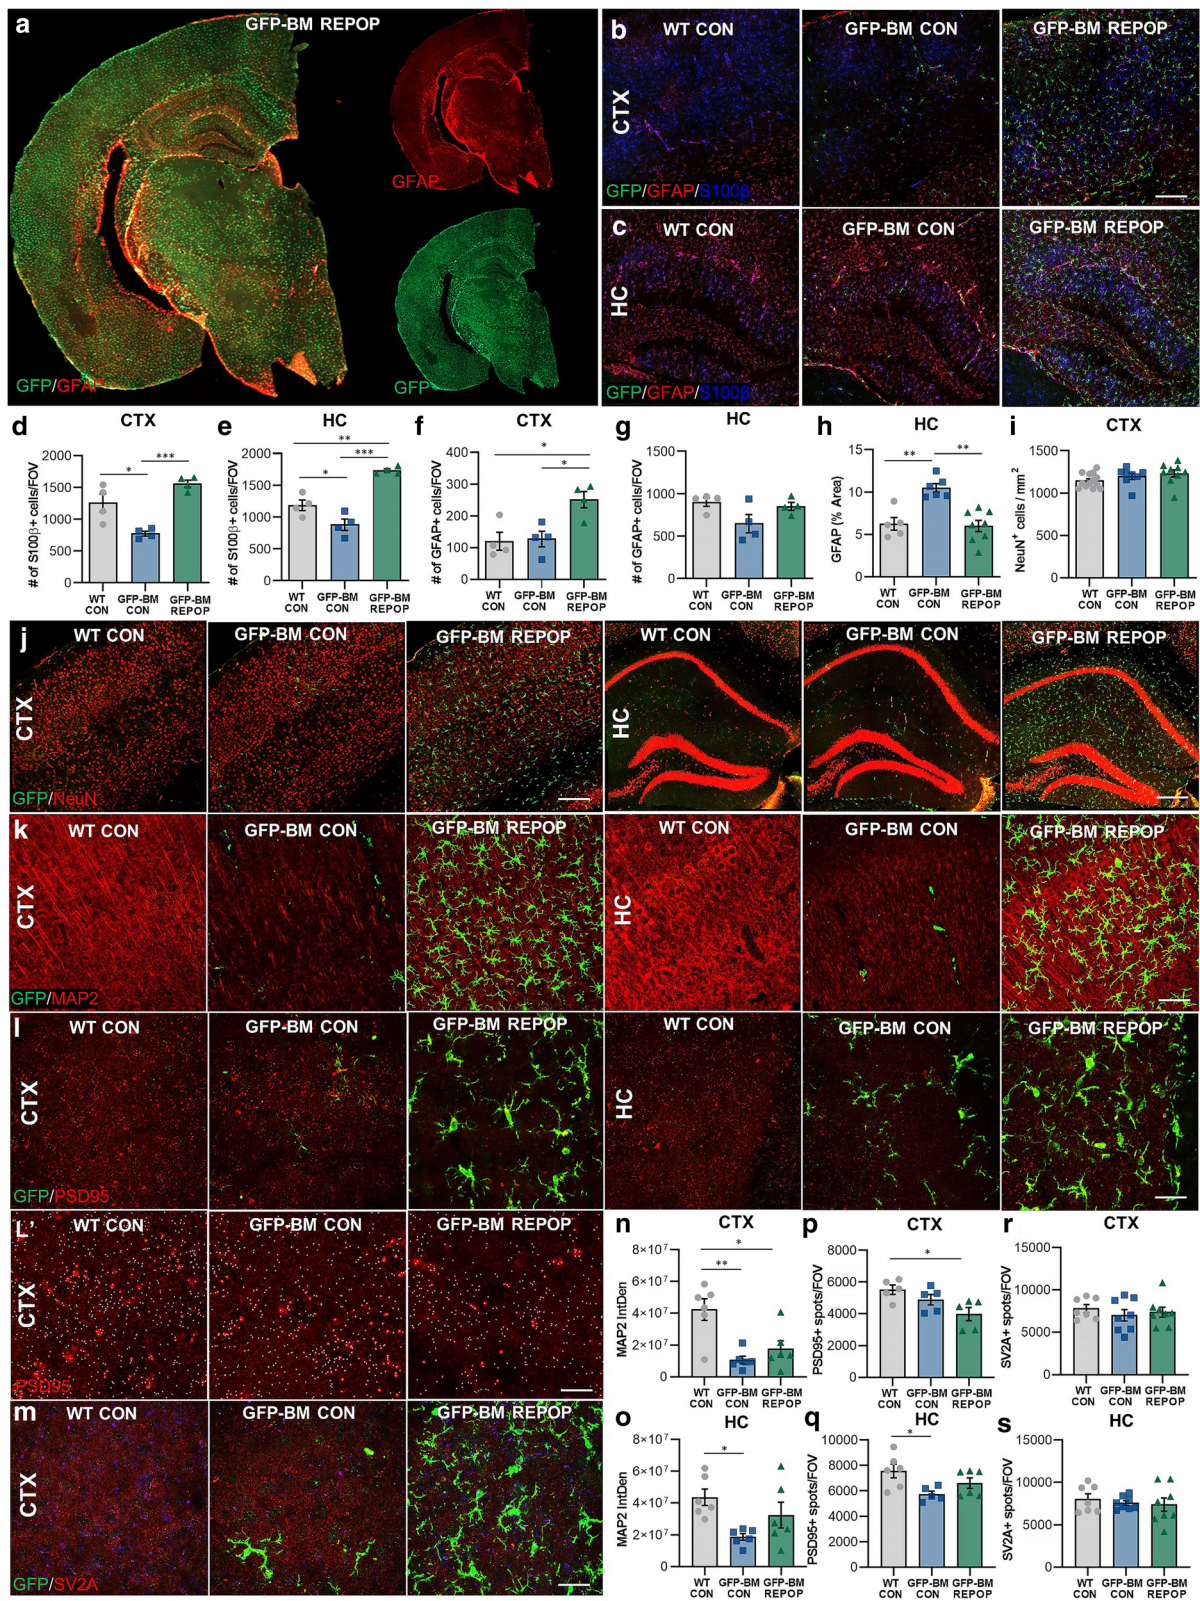 a
GFP-BM REPOP
GFAP
GFP
GFP/GFAP
b
WT CON
GFP-BM CON
GFP-BM REPOP
CTX
GFP/GFAP/S100β
c
WT CON
GFP-BM CON
GFP-BM REPOP
HC
GFP/GFAP/S100β
d
CTX
***
*
# of S100β+ cells/FOV
2000
1500
1000
500
0
WT CON
GFP-BM CON
GFP-BM REPOP
e
HC
**
***
*
# of S100β+ cells/FOV
2000
1500
1000
500
0
WT CON
GFP-BM CON
GFP-BM REPOP
f
CTX
*
*
# of GFAP+ cells/FOV
400
300
200
100
0
WT CON
GFP-BM CON
GFP-BM REPOP
g
HC
# of GFAP+ cells/FOV
1500
1000
500
0
WT CON
GFP-BM CON
GFP-BM REPOP
h
HC
**
**
GFAP (% Area)
15
10
5
0
WT CON
GFP-BM CON
GFP-BM REPOP
i
CTX
NeuN⁺ cells / mm²
1500
1000
500
0
WT CON
GFP-BM CON
GFP-BM REPOP
j
WT CON
GFP-BM CON
GFP-BM REPOP
WT CON
GFP-BM CON
GFP-BM REPOP
CTX
HC
GFP/NeuN
k
WT CON
GFP-BM CON
GFP-BM REPOP
WT CON
GFP-BM CON
GFP-BM REPOP
CTX
HC
GFP/MAP2
l
WT CON
GFP-BM CON
GFP-BM REPOP
WT CON
GFP-BM CON
GFP-BM REPOP
CTX
HC
GFP/PSD95
L'
WT CON
GFP-BM CON
GFP-BM REPOP
CTX
PSD95
m
WT CON
GFP-BM CON
GFP-BM REPOP
CTX
GFP/SV2A
n
CTX
*
**
MAP2 IntDen
8×10⁷
6×10⁷
4×10⁷
2×10⁷
0
WT CON
GFP-BM CON
GFP-BM REPOP
p
CTX
*
PSD95+ spots/FOV
8000
6000
4000
2000
0
WT CON
GFP-BM CON
GFP-BM REPOP
r
CTX
SV2A+ spots/FOV
15000
10000
5000
0
WT CON
GFP-BM CON
GFP-BM REPOP
o
HC
*
MAP2 IntDen
8×10⁷
6×10⁷
4×10⁷
2×10⁷
0
WT CON
GFP-BM CON
GFP-BM REPOP
q
HC
*
PSD95+ spots/FOV
10000
8000
6000
4000
2000
0
WT CON
GFP-BM CON
GFP-BM REPOP
s
HC
SV2A+ spots/FOV
15000
10000
5000
0
WT CON
GFP-BM CON
GFP-BM REPOP